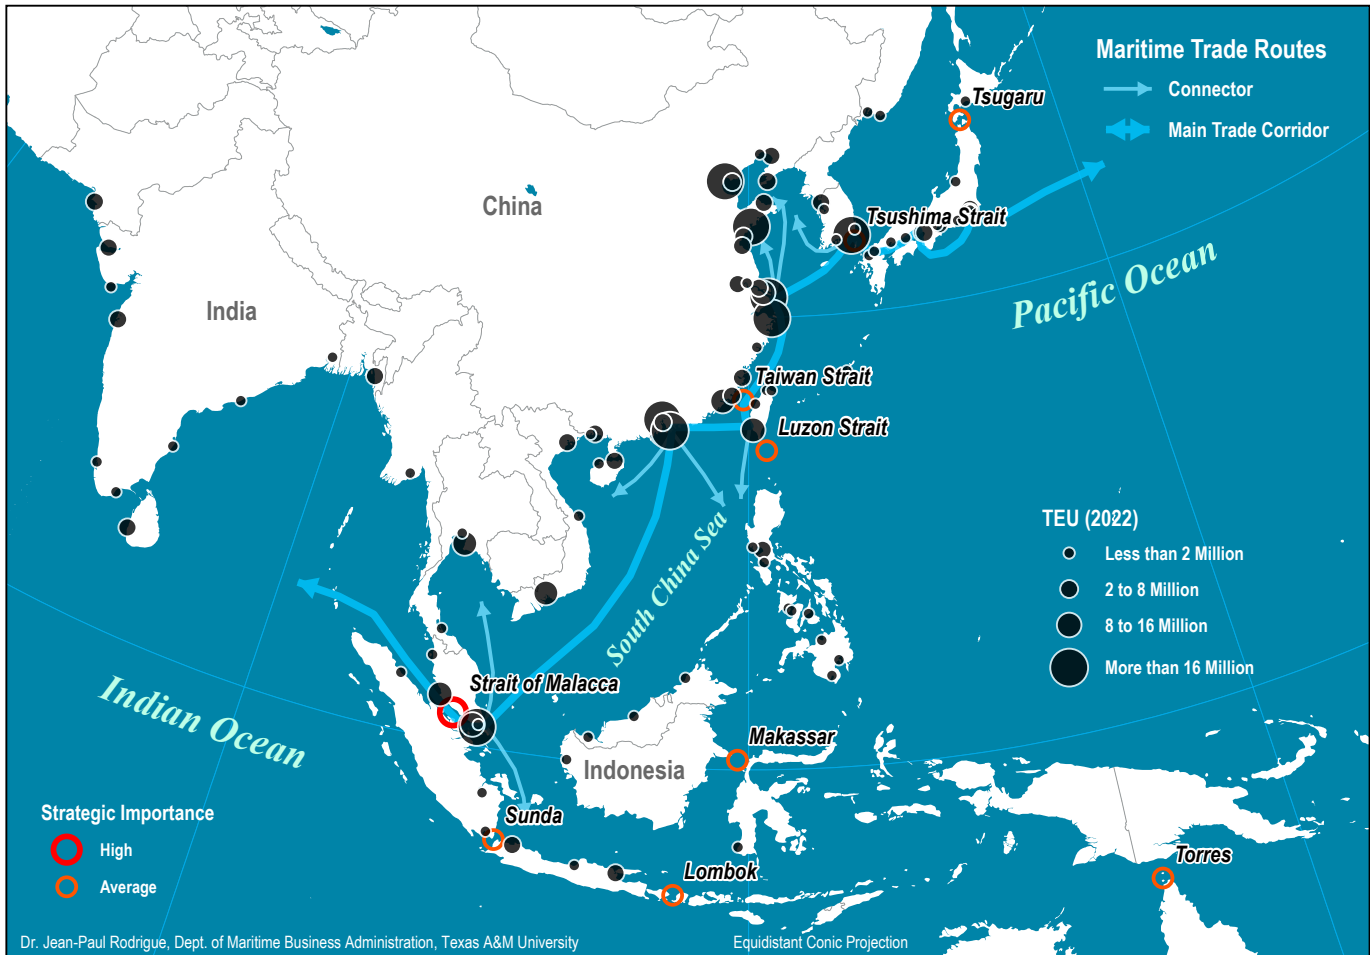 Maritime Trade Routes
Connector
Main Trade Corridor
Tsugaru
China
Tsushima Strait
Pacific Ocean
India
Taiwan Strait
Luzon Strait
South China Sea
TEU (2022)
Less than 2 Million
2 to 8 Million
8 to 16 Million
More than 16 Million
Strait of Malacca
Indian Ocean
Makassar
Indonesia
Sunda
Strategic Importance
High
Average
Lombok
Torres
Dr. Jean-Paul Rodrigue, Dept. of Maritime Business Administration, Texas A&M University
Equidistant Conic Projection